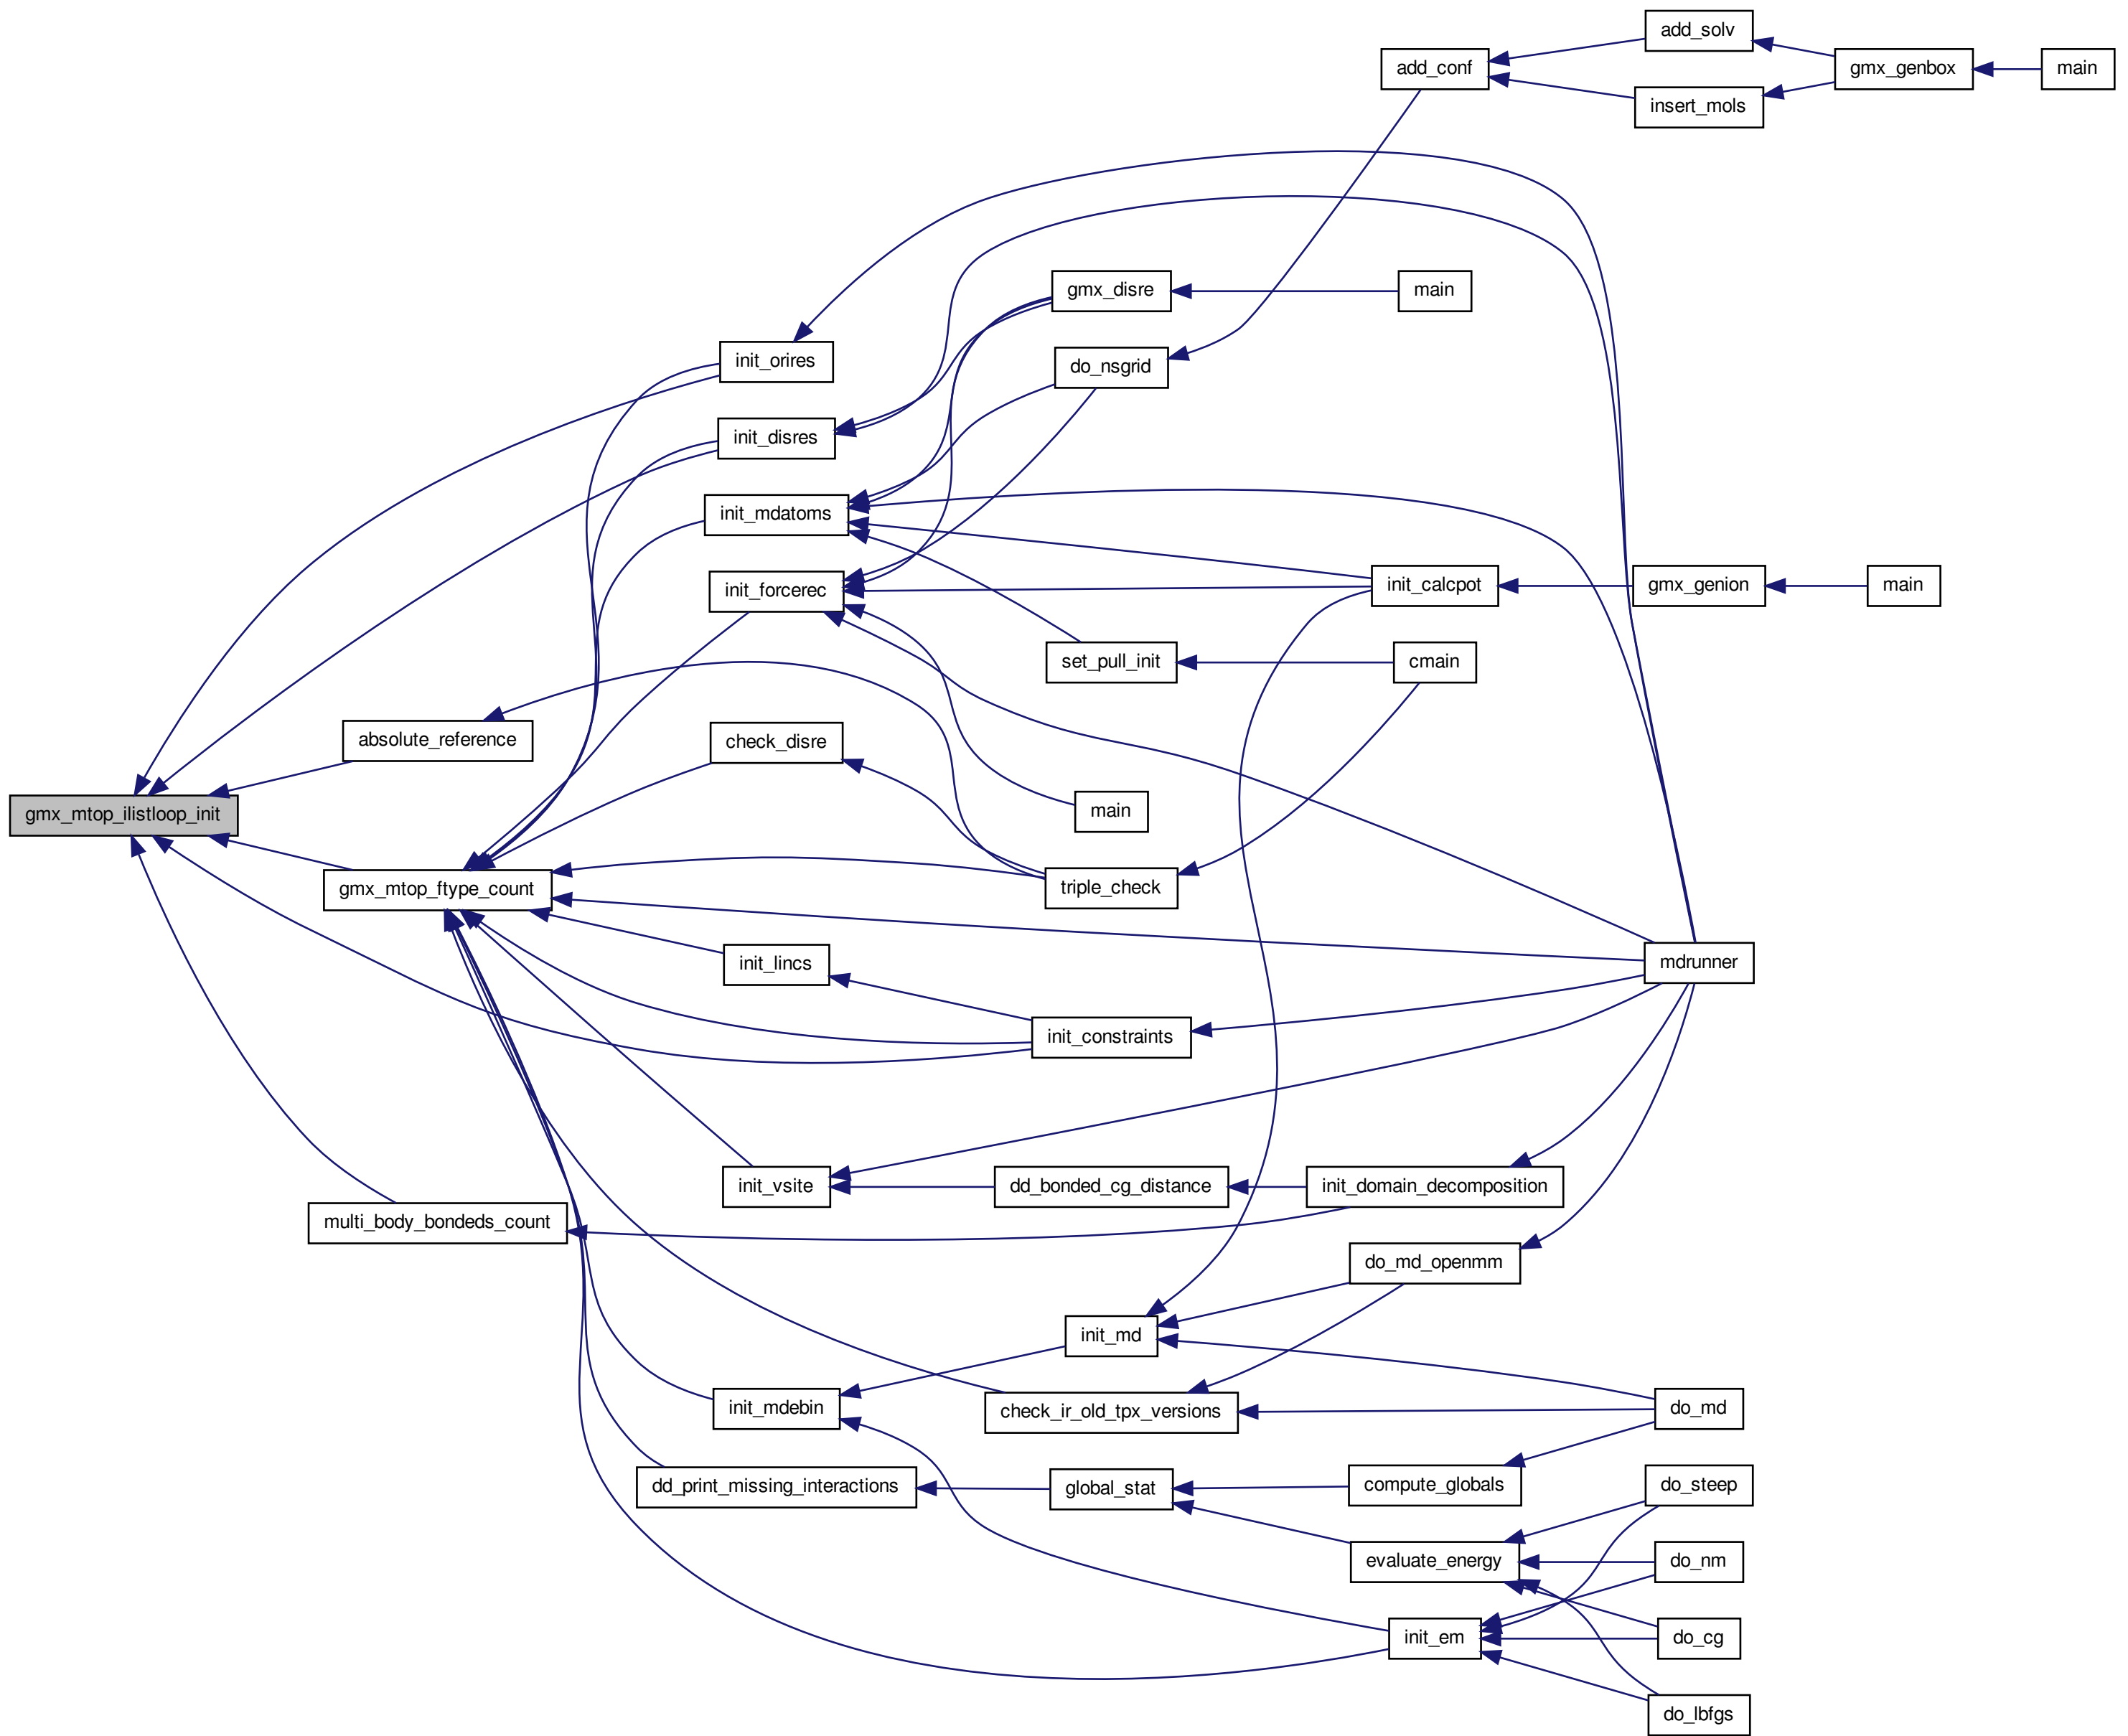 add_solv
add_conf
gmx_genbox
main
insert_mols
gmx_disre
main
init_orires
do_nsgrid
init_disres
init_mdatoms
init_forcerec
init_calcpot
gmx_genion
main
set_pull_init
cmain
absolute_reference
check_disre
main
gmx_mtop_ilistloop_init
gmx_mtop_ftype_count
triple_check
init_lincs
mdrunner
init_constraints
init_vsite
dd_bonded_cg_distance
init_domain_decomposition
multi_body_bondeds_count
do_md_openmm
init_md
init_mdebin
check_ir_old_tpx_versions
do_md
dd_print_missing_interactions
global_stat
compute_globals
do_steep
evaluate_energy
do_nm
init_em
do_cg
do_lbfgs